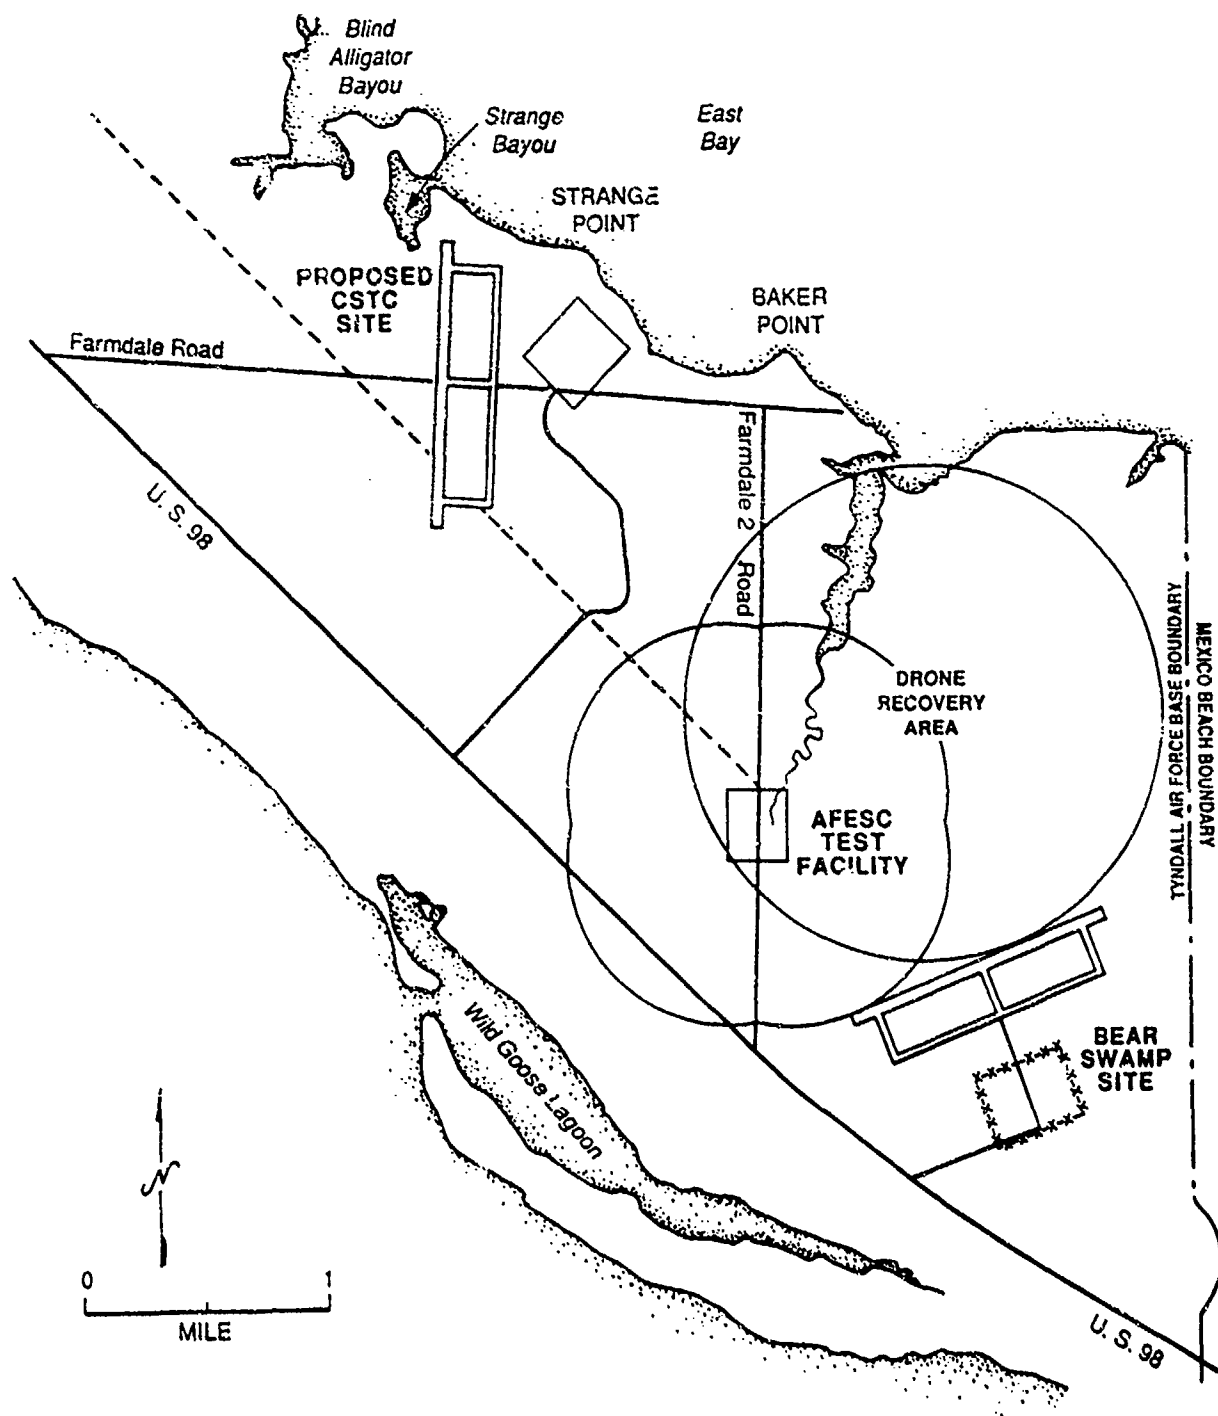 Blind
Alligator
Bayou
Strange
Bayou
East
Bay
STRANGE
POINT
PROPOSED
CSTC
SITE
BAKER
POINT
Farmdale Road
Farmdale 2 Road
U. S. 98
DRONE
RECOVERY
AREA
TYNDALL AIR FORCE BASE BOUNDARY
MEXICO BEACH BOUNDARY
AFESC
TEST
FACILITY
Wild Goose Lagoon
BEAR
SWAMP
SITE
N
0 1
MILE
U. S. 98